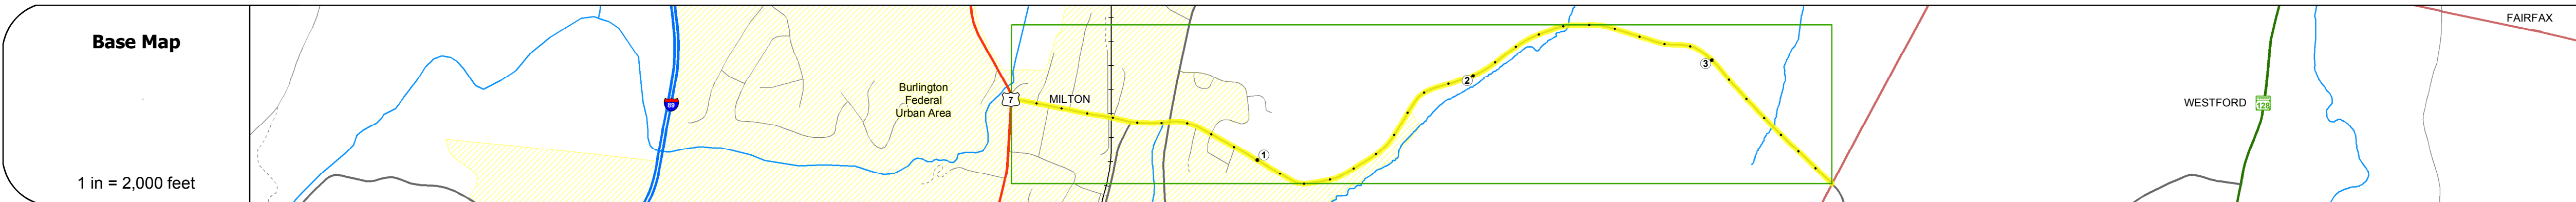 Base Map
1 in = 2,000 feet
89
Burlington
Federal
Urban Area
7
MILTON
1
2
3
WESTFORD
128
FAIRFAX